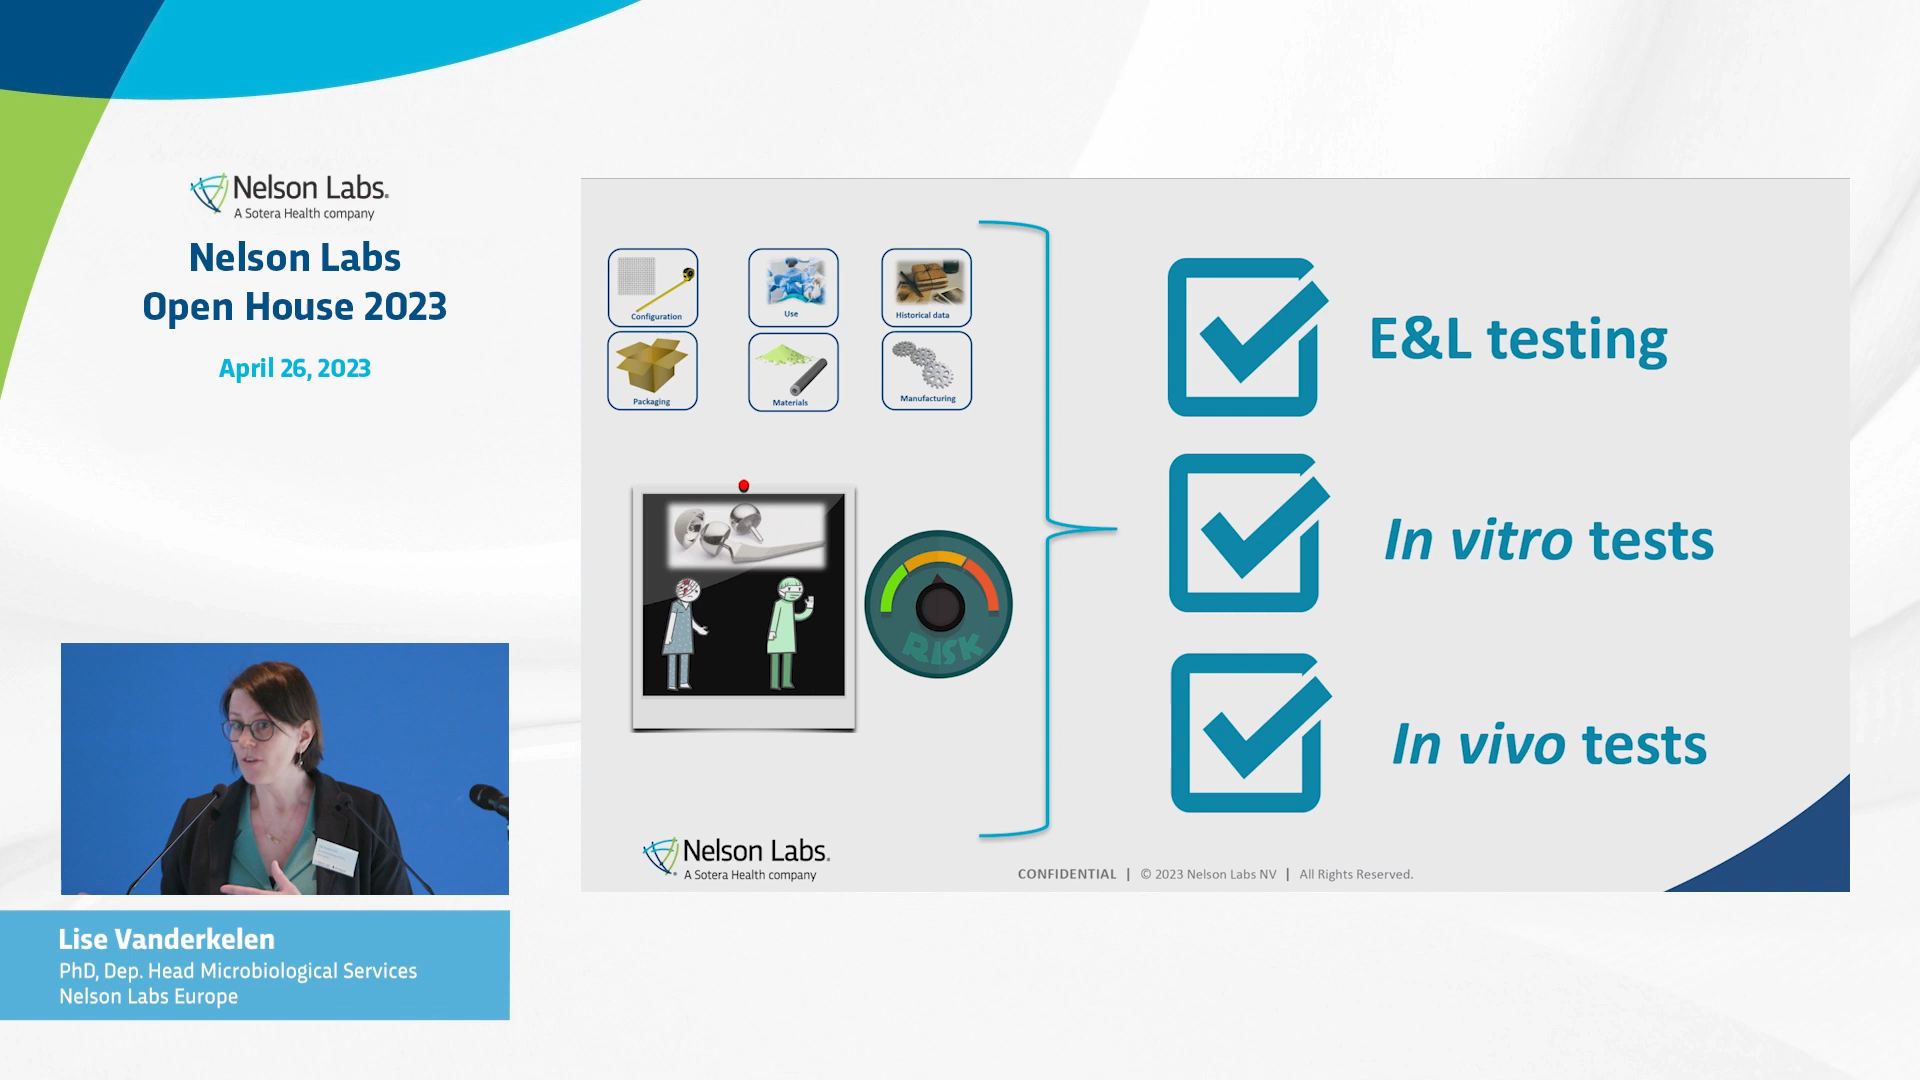 Nelson Labs.
A Sotera Health company
Nelson Labs
Open House 2023
April 26, 2023
Configuration
Use
Historical data
Packaging
Materials
Manufacturing
RISK
E&L testing
In vitro tests
In vivo tests
Nelson Labs.
A Sotera Health company
CONFIDENTIAL | © 2023 Nelson Labs NV | All Rights Reserved.
Lise Vanderkelen
PhD, Dep. Head Microbiological Services
Nelson Labs Europe